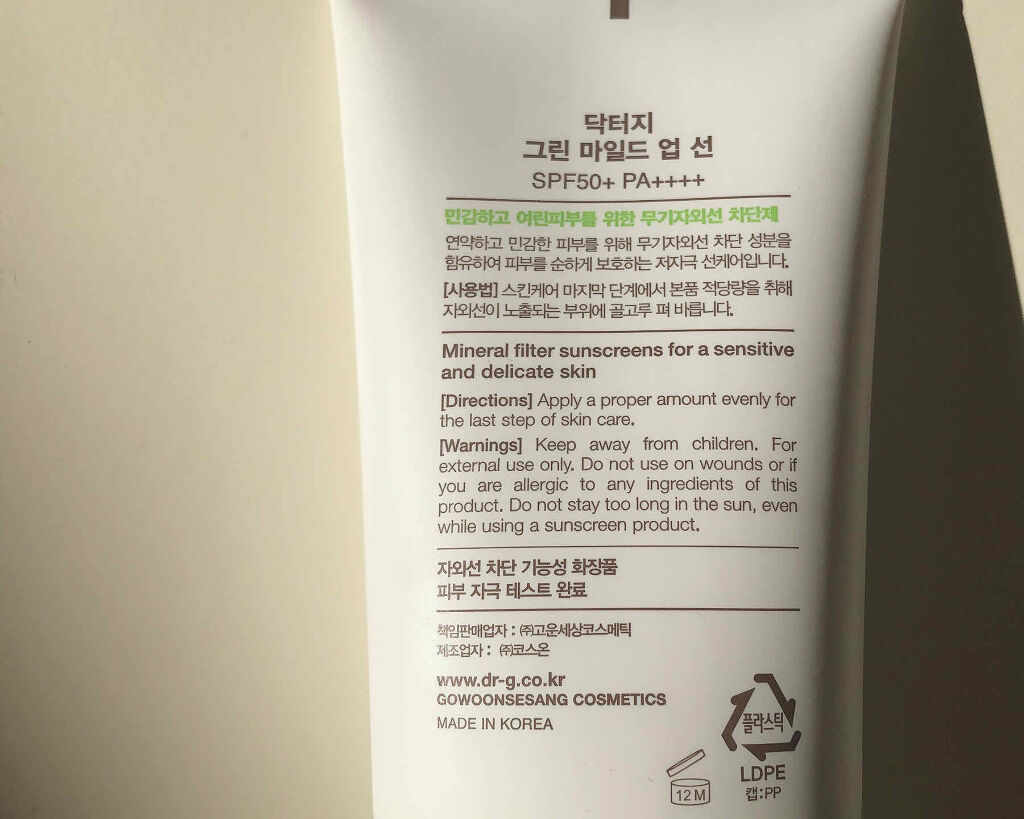 닥터지
그린 마일드 업 선
SPF50+ PA++++
민감하고 여린피부를 위한 무기자외선 차단제
연약하고 민감한 피부를 위해 무기자외선 차단 성분을
함유하여 피부를 순하게 보호하는 저자극 선케어입니다.
[사용법] 스킨케어 마지막 단계에서 본품 적당량을 취해
자외선이 노출되는 부위에 골고루 펴 바릅니다.
Mineral filter sunscreens for a sensitive
and delicate skin
[Directions] Apply a proper amount evenly for
the last step of skin care.
[Warnings] Keep away from children. For
external use only. Do not use on wounds or if
you are allergic to any ingredients of this
product. Do not stay too long in the sun, even
while using a sunscreen product.
자외선 차단 기능성 화장품
피부 자극 테스트 완료
책임판매업자 : ㈜고운세상코스메틱
제조업자 : ㈜코스온
www.dr-g.co.kr
GOWOONSESANG COSMETICS
MADE IN KOREA
플라스틱
LDPE
캡:PP
12 M